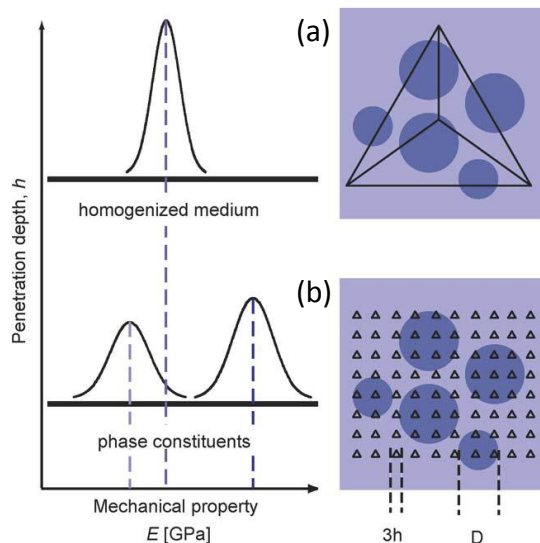 Penetration depth, h
homogenized medium
phase constituents
Mechanical property
E [GPa]
(a)
(b)
3h
D